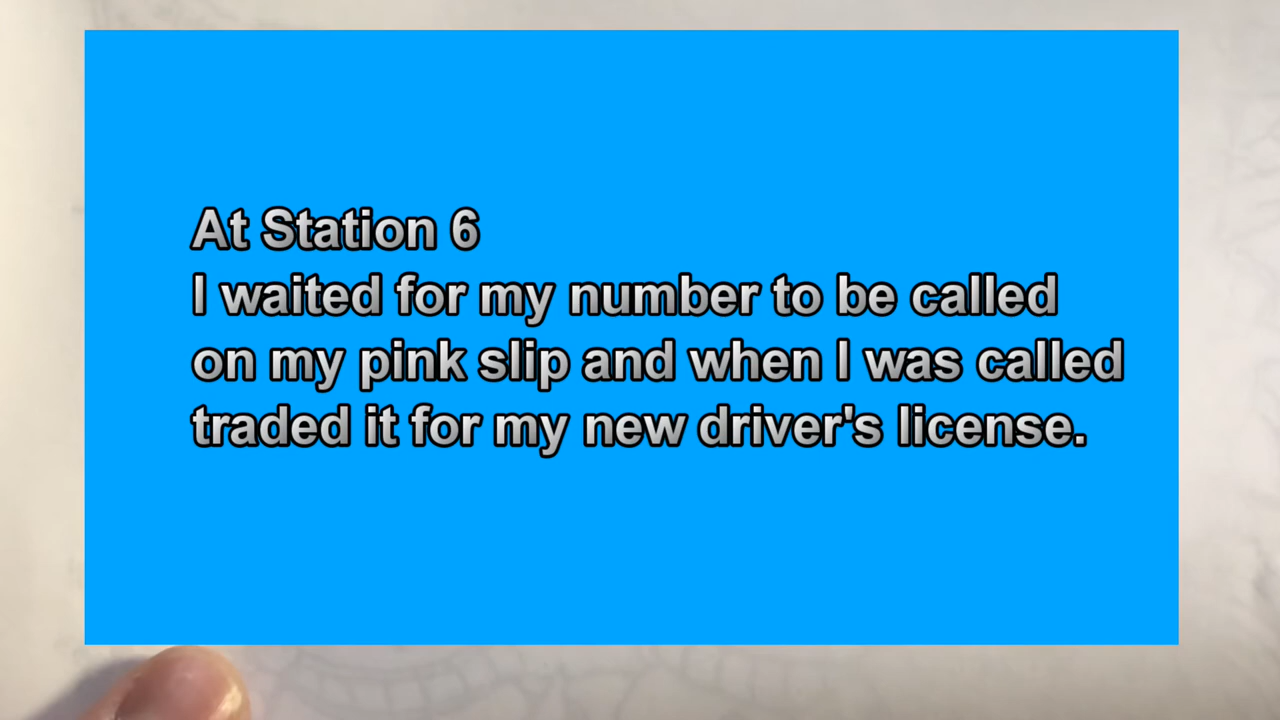 At Station 6
I waited for my number to be called
on my pink slip and when I was called
traded it for my new driver's license.